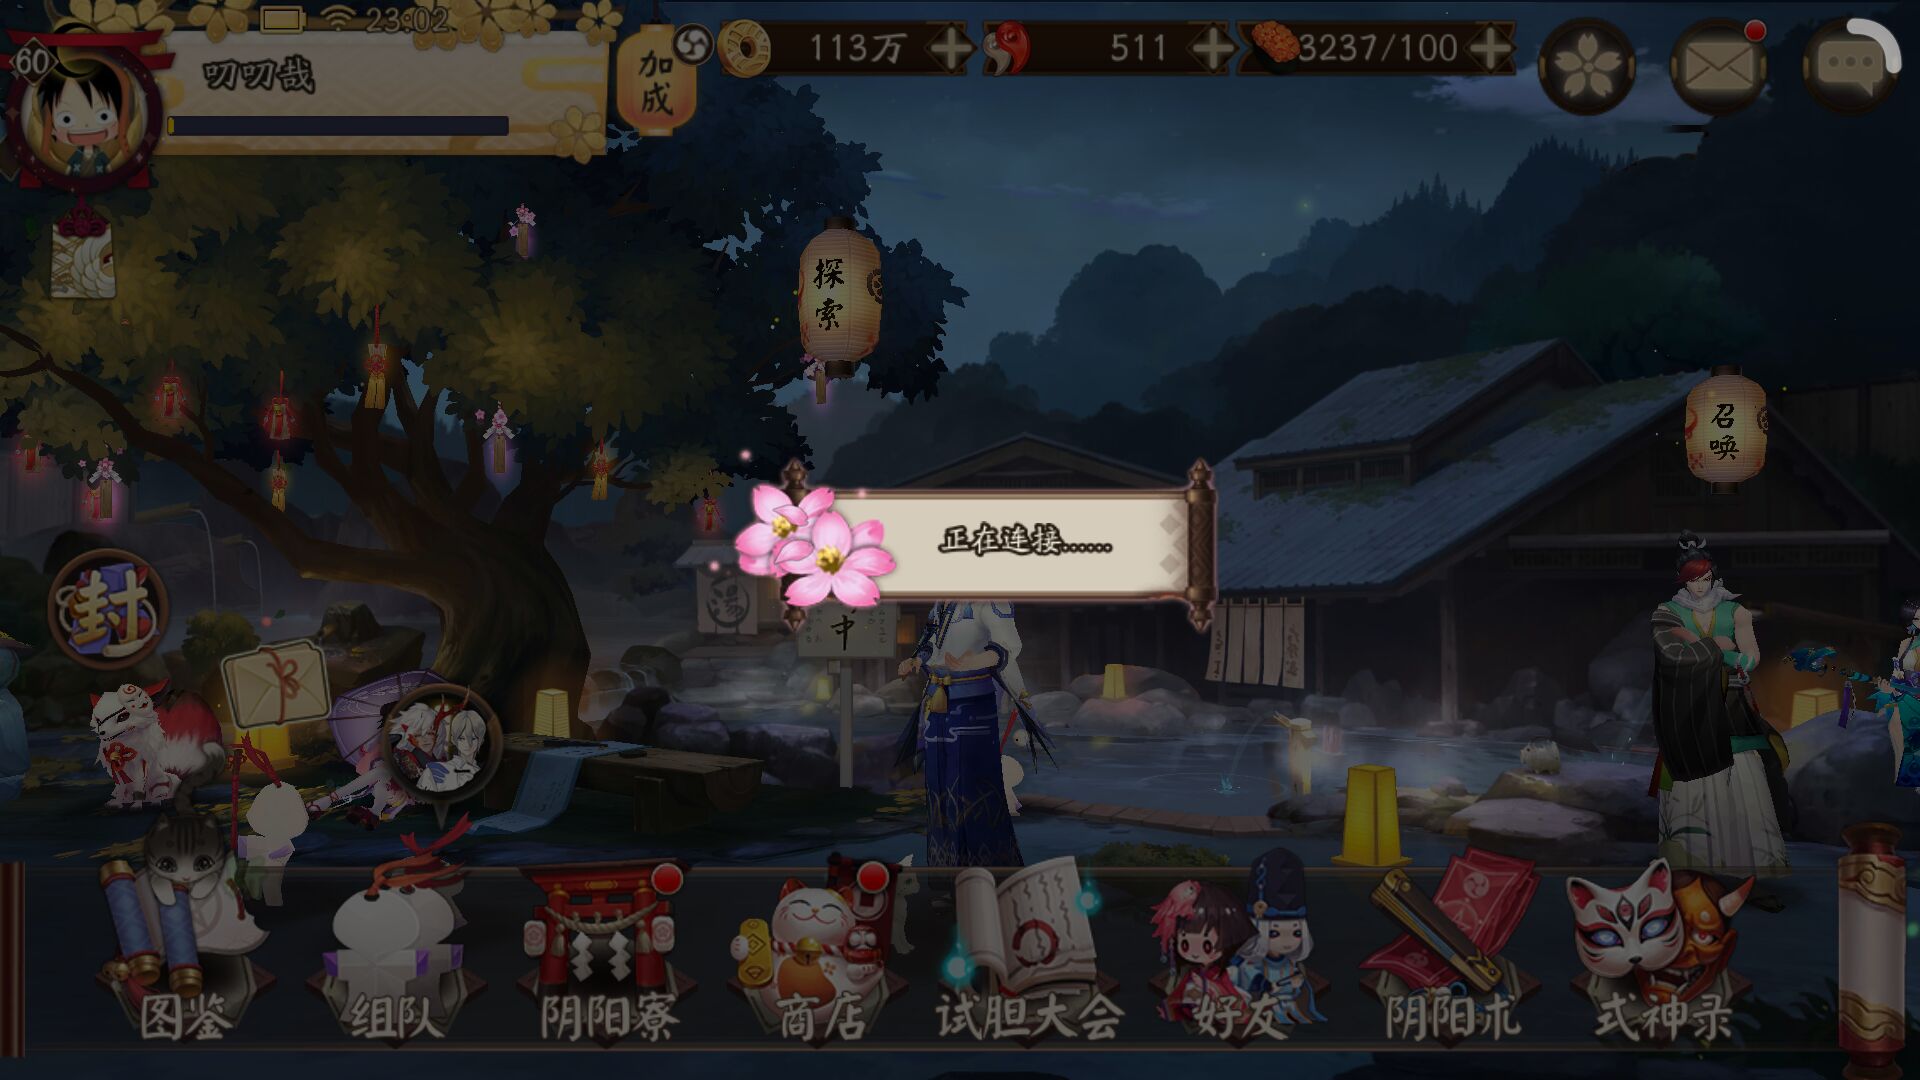 23:02
60
叨叨哉
加成
113万
511
3237/100
探索
召唤
正在连接......
湯
中
封
图鉴
组队
阴阳寮
商店
试胆大会
好友
阴阳术
式神录